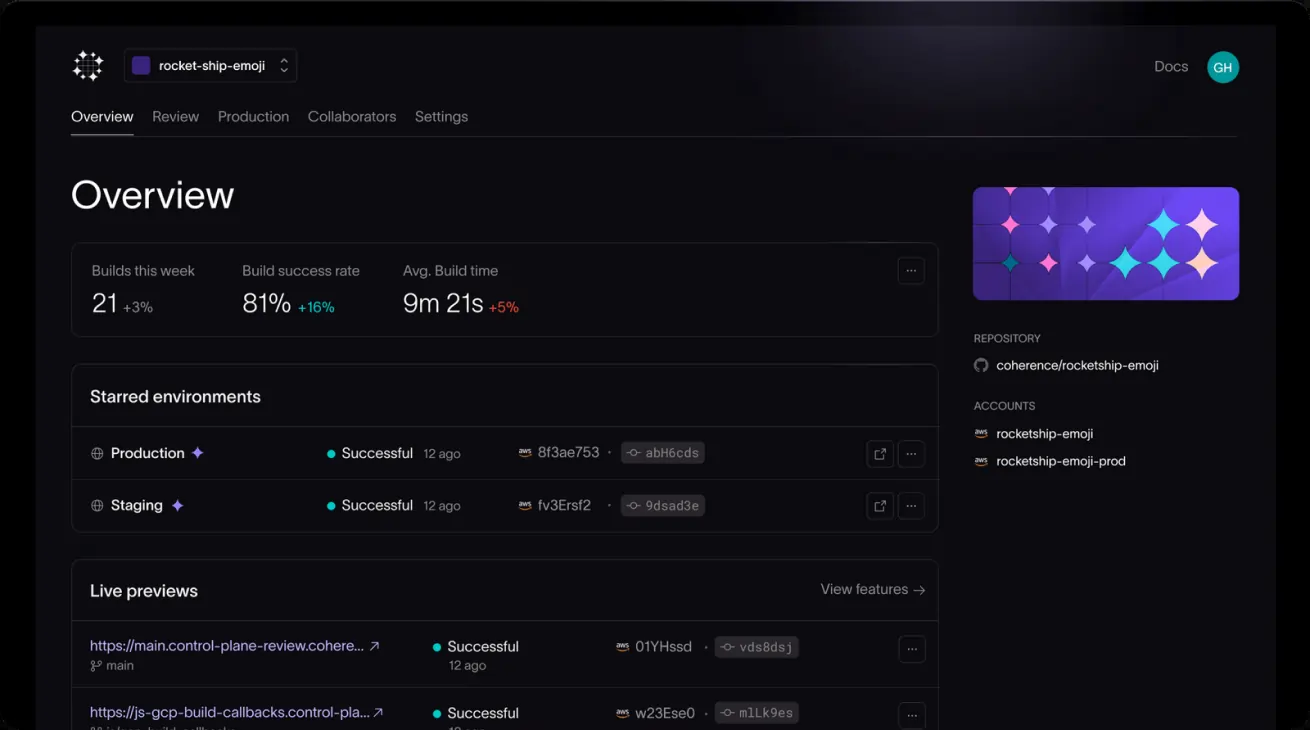 rocket-ship-emoji
Docs
GH
Overview Review Production Collaborators Settings
Overview
Builds this week Build success rate Avg. Build time
21 +3% 81% +16% 9m 21s +5%
Starred environments
Production Successful 12 ago aws 8f3ae753 · abH6cds
Staging Successful 12 ago aws fv3Ersf2 · 9dsad3e
Live previews View features →
https://main.control-plane-review.cohere... ↗ Successful aws 01YHssd · vds8dsj
main 12 ago
https://js-gcp-build-callbacks.control-pla... ↗ Successful aws w23Ese0 · mlLk9es
REPOSITORY
coherence/rocketship-emoji
ACCOUNTS
aws rocketship-emoji
aws rocketship-emoji-prod